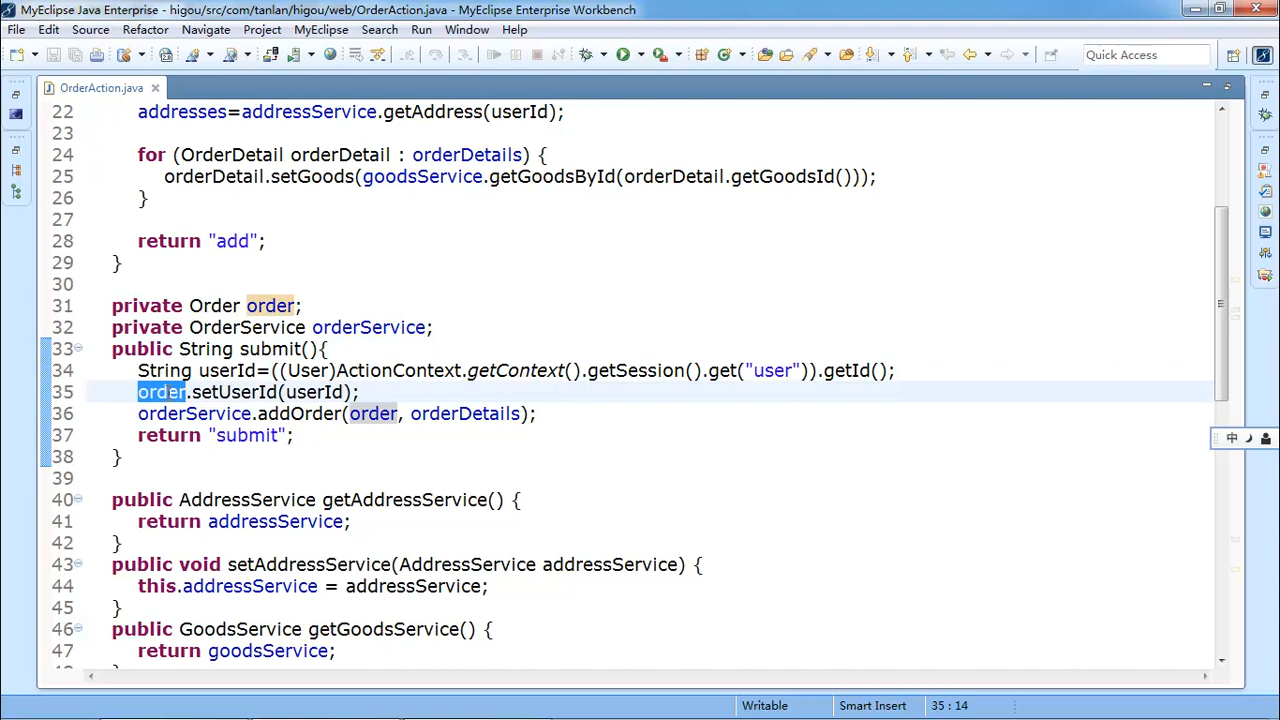 MyEclipse Java Enterprise - higou/src/com/tanlan/higou/web/OrderAction.java - MyEclipse Enterprise Workbench
File Edit Source Refactor Navigate Project MyEclipse Search Run Window Help
Quick Access
OrderAction.java
22 addresses=addressService.getAddress(userId);
23
24 for (OrderDetail orderDetail : orderDetails) {
25 orderDetail.setGoods(goodsService.getGoodsById(orderDetail.getGoodsId()));
26 }
27
28 return "add";
29 }
30
31 private Order order;
32 private OrderService orderService;
33 public String submit(){
34 String userId=((User)ActionContext.getContext().getSession().get("user")).getId();
35 order.setUserId(userId);
36 orderService.addOrder(order, orderDetails);
37 return "submit";
38 }
39
40 public AddressService getAddressService() {
41 return addressService;
42 }
43 public void setAddressService(AddressService addressService) {
44 this.addressService = addressService;
45 }
46 public GoodsService getGoodsService() {
47 return goodsService;
中
Writable Smart Insert 35 : 14